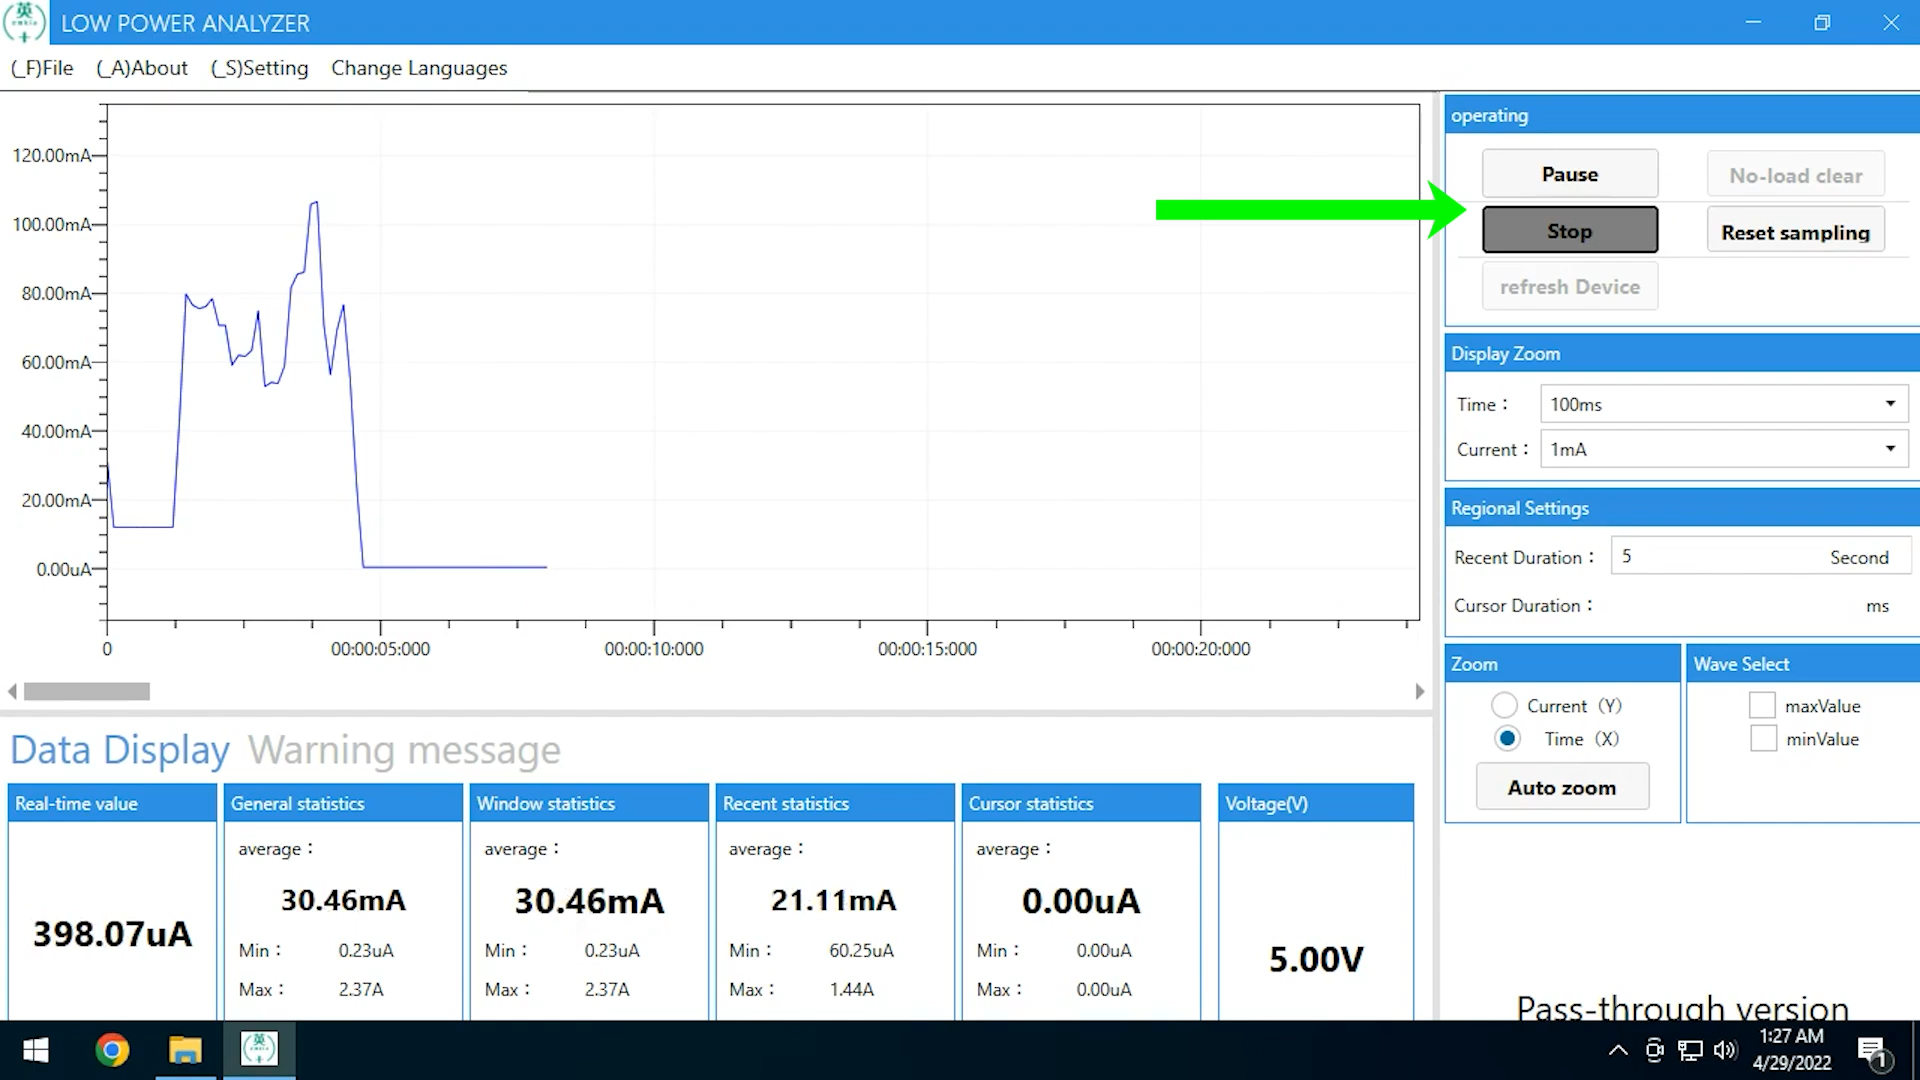 英
LOW POWER ANALYZER
(_F)File (_A)About (_S)Setting Change Languages
120.00mA
100.00mA
80.00mA
60.00mA
40.00mA
20.00mA
0.00uA
0 00:00:05:000 00:00:10:000 00:00:15:000 00:00:20:000
operating
Pause No-load clear
Stop Reset sampling
refresh Device
Display Zoom
Time： 100ms
Current： 1mA
Regional Settings
Recent Duration： 5 Second
Cursor Duration： ms
Zoom
Current（Y）
Time（X）
Auto zoom
Wave Select
maxValue
minValue
Data Display Warning message
Real-time value
398.07uA
General statistics
average：
30.46mA
Min： 0.23uA
Max： 2.37A
Window statistics
average：
30.46mA
Min： 0.23uA
Max： 2.37A
Recent statistics
average：
21.11mA
Min： 60.25uA
Max： 1.44A
Cursor statistics
average：
0.00uA
Min： 0.00uA
Max： 0.00uA
Voltage(V)
5.00V
Pass-through version
英
1:27 AM
4/29/2022
1